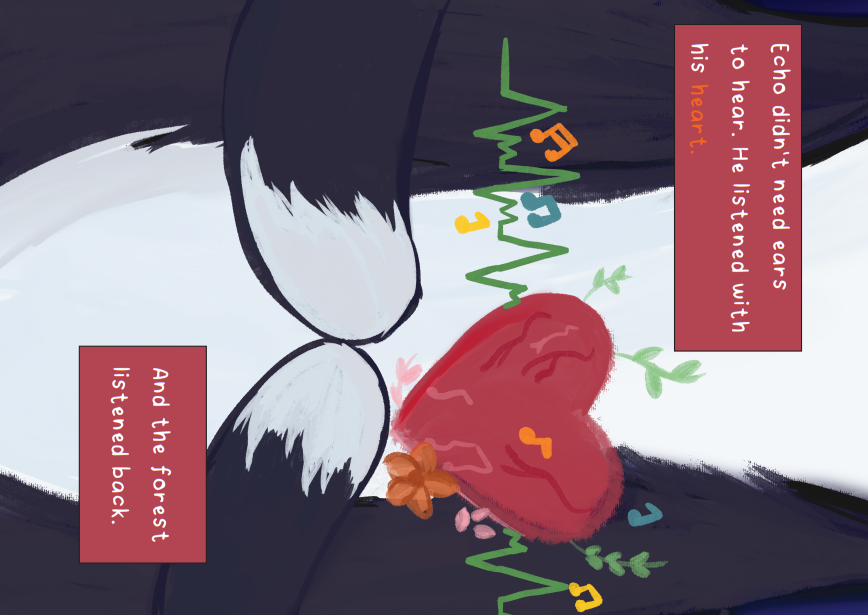 Echo didn't need ears
to hear. He listened with
his heart.
And the forest
listened back.